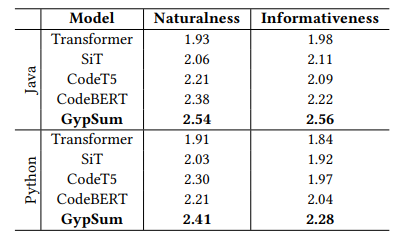 Model Naturalness Informativeness
Java
Transformer 1.93 1.98
SiT 2.06 2.11
CodeT5 2.21 2.09
CodeBERT 2.38 2.22
GypSum 2.54 2.56
Python
Transformer 1.91 1.84
SiT 2.03 1.92
CodeT5 2.30 1.97
CodeBERT 2.21 2.04
GypSum 2.41 2.28